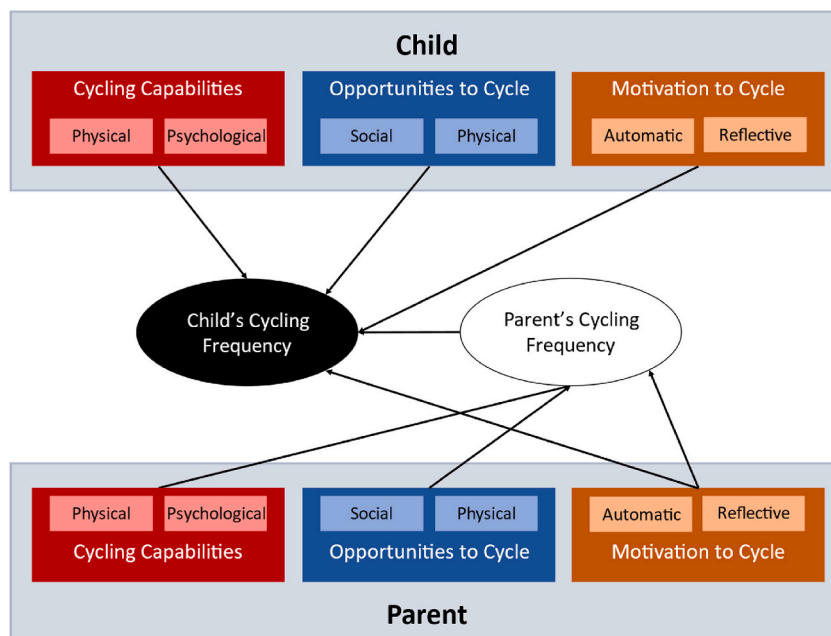 Child
Cycling Capabilities
Physical
Psychological
Opportunities to Cycle
Social
Physical
Motivation to Cycle
Automatic
Reflective
Child's Cycling
Frequency
Parent's Cycling
Frequency
Physical
Psychological
Cycling Capabilities
Social
Physical
Opportunities to Cycle
Automatic
Reflective
Motivation to Cycle
Parent